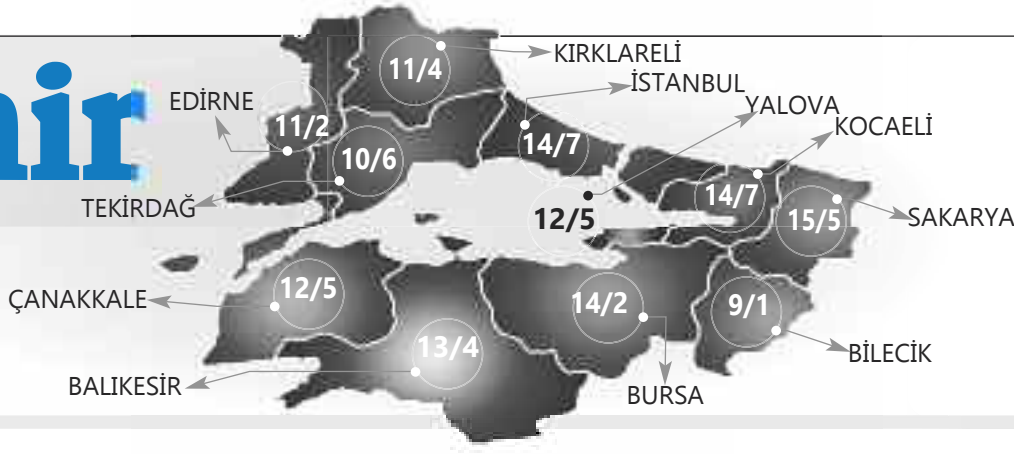 KIRKLARELİ
11/4
İSTANBUL
EDİRNE
YALOVA
11/2
KOCAELİ
14/7
10/6
14/7
TEKİRDAĞ
12/5
15/5
SAKARYA
12/5
ÇANAKKALE
14/2
9/1
13/4
BİLECİK
BALIKESİR
BURSA